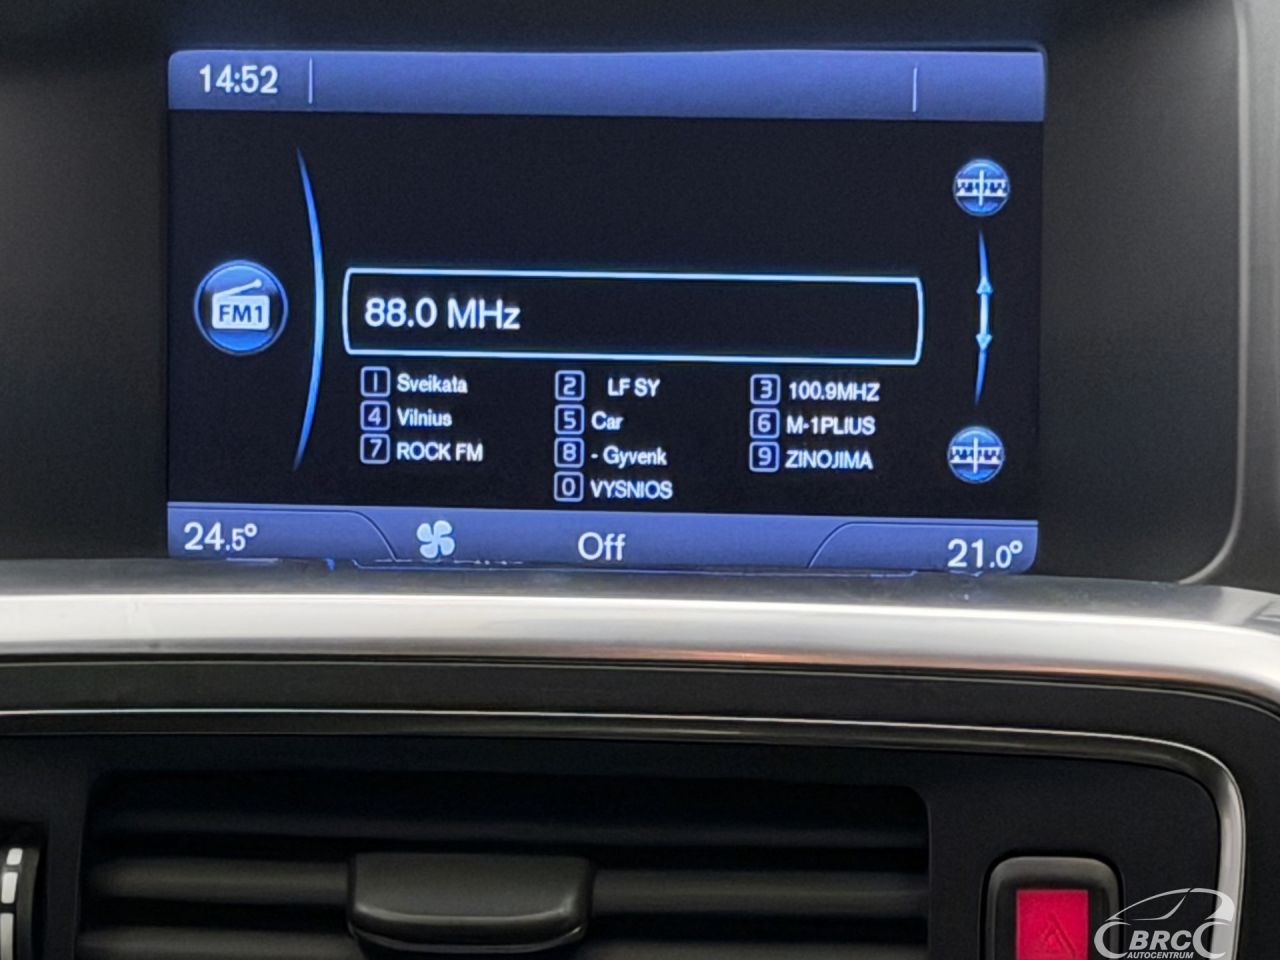 14:52
FM1
88.0 MHz
1 Sveikata 2 LF SY 3 100.9MHZ
4 Vilnius 5 Car 6 M-1PLIUS
7 ROCK FM 8 - Gyvenk 9 ZINOJIMA
0 VYSNIOS
24.5° Off 21.0°
BRC
AUTOCENTRUM